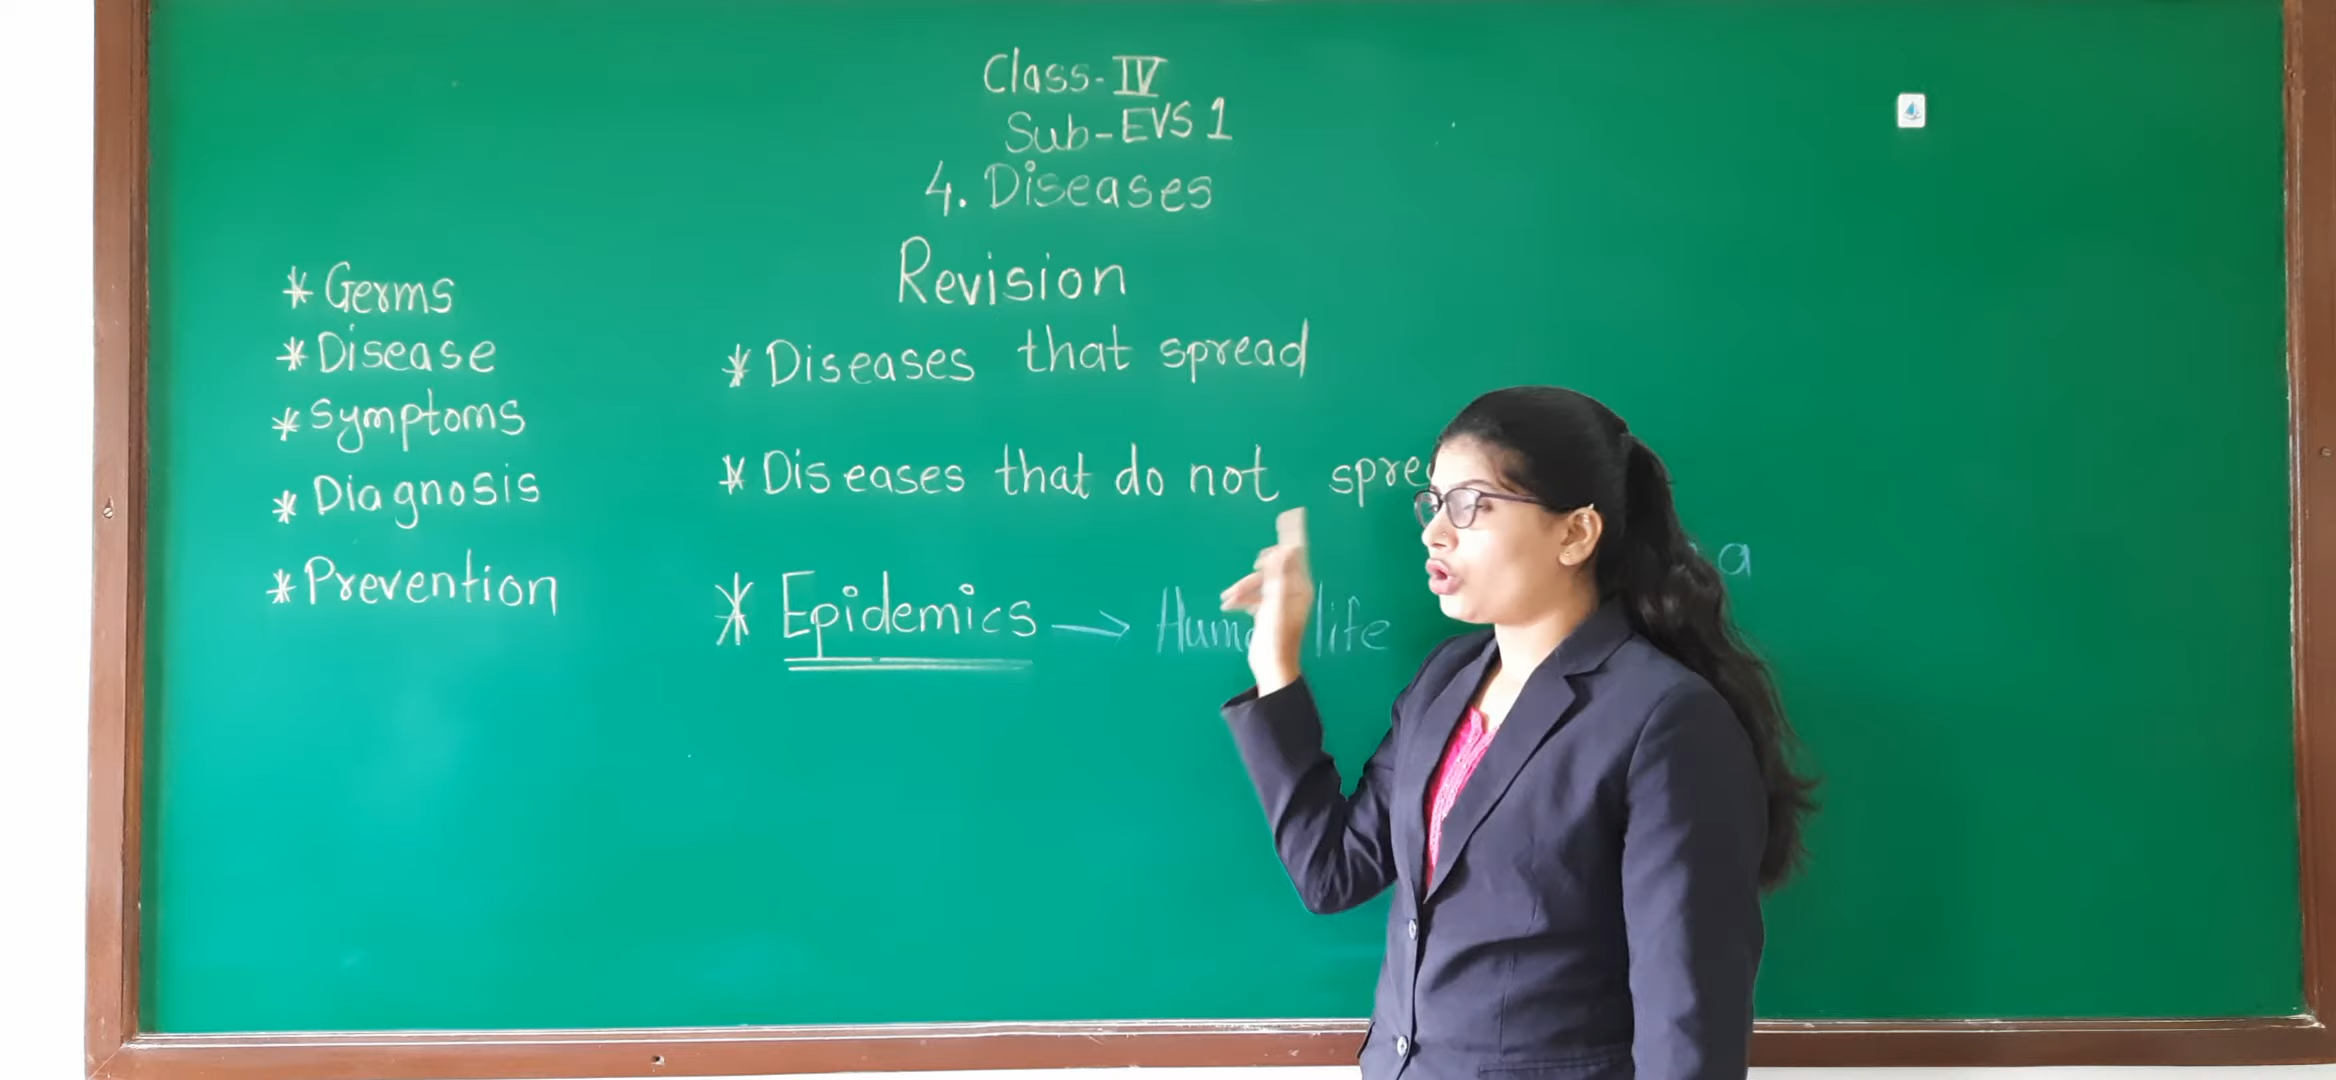 Class-IV
Sub-EVS 1
4. Diseases
Revision
* Germs
* Disease
* Symptoms
* Diagnosis
* Prevention
* Diseases that spread
* Diseases that do not
* Epidemics → life